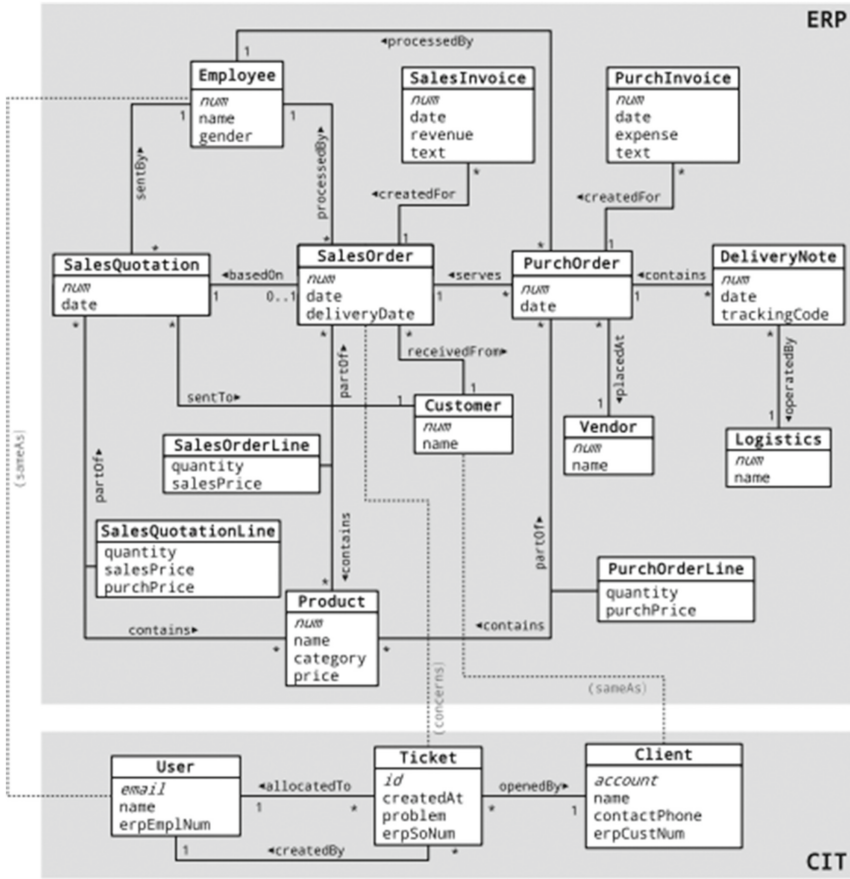 ERP
◄processedBy
1
Employee
num
name
gender
1
1
SalesInvoice
num
date
revenue
text
*
PurchInvoice
num
date
expense
text
*
sentBy►
processedBy►
◄createdFor
◄createdFor
*
*
1
*
1
SalesQuotation
num
date
◄basedOn
1
0..1
SalesOrder
num
date
deliveryDate
◄serves
1
*
PurchOrder
num
date
◄contains
1
*
DeliveryNote
num
date
trackingCode
*
*
*
*
*
*
*
partOf►
receivedFrom►
1
◄placedAt
1
◄operatedBy
1
sentTo►
1
Customer
num
name
Vendor
num
name
Logistics
num
name
SalesOrderLine
quantity
salesPrice
(sameAs)
partOf►
SalesQuotationLine
quantity
salesPrice
purchPrice
◄contains
*
partOf►
PurchOrderLine
quantity
purchPrice
Product
num
name
category
price
contains►
*
*
◄contains
(concerns)
(sameAs)
User
email
name
erpEmplNum
◄allocatedTo
1
*
Ticket
id
createdAt
problem
erpSoNum
openedBy►
*
1
Client
account
name
contactPhone
erpCustNum
1
◄createdBy
*
CIT